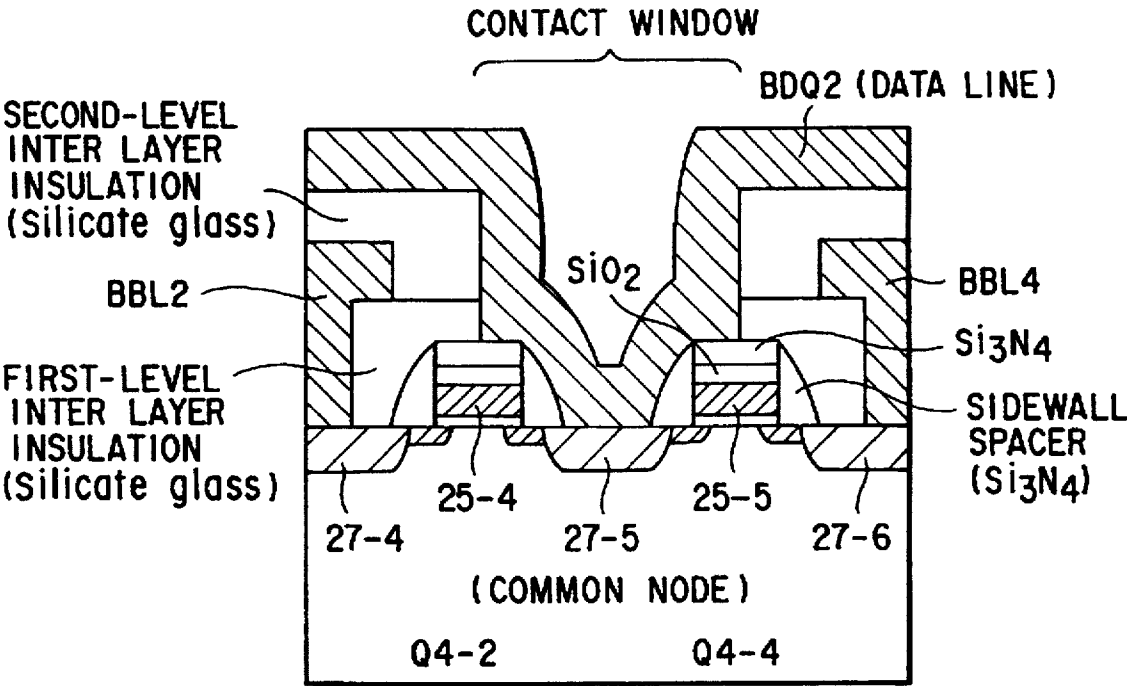 CONTACT WINDOW
BDQ2 (DATA LINE)
SECOND-LEVEL
INTER LAYER
INSULATION
(Silicate glass)
SiO2
BBL2
BBL4
Si3N4
FIRST-LEVEL
INTER LAYER
INSULATION
(Silicate glass)
SIDEWALL
SPACER
(Si3N4)
25-4
25-5
27-4
27-5
27-6
(COMMON NODE)
Q4-2
Q4-4